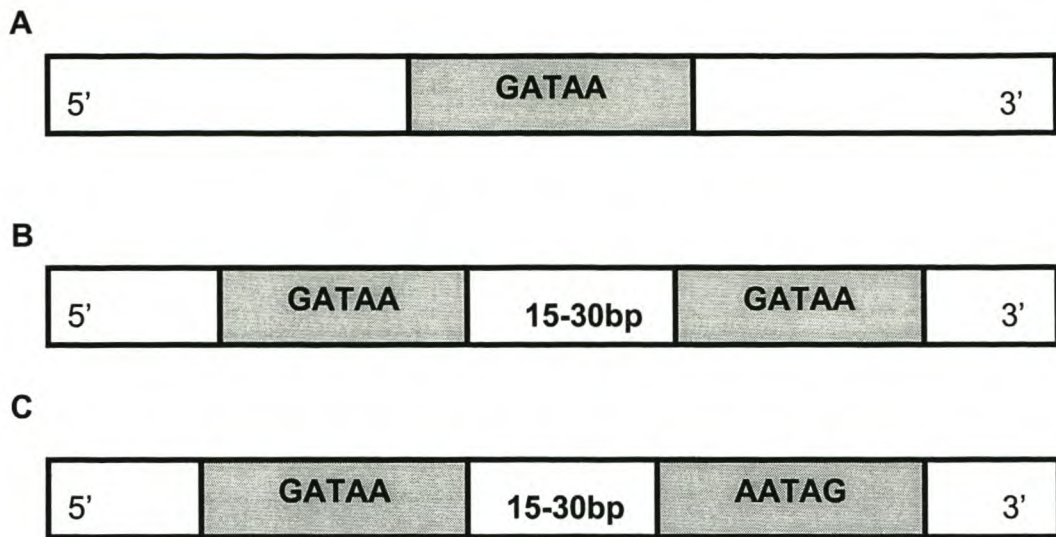 A
5’ GATAA 3’
B
5’ GATAA 15-30bp GATAA 3’
C
5’ GATAA 15-30bp AATAG 3’